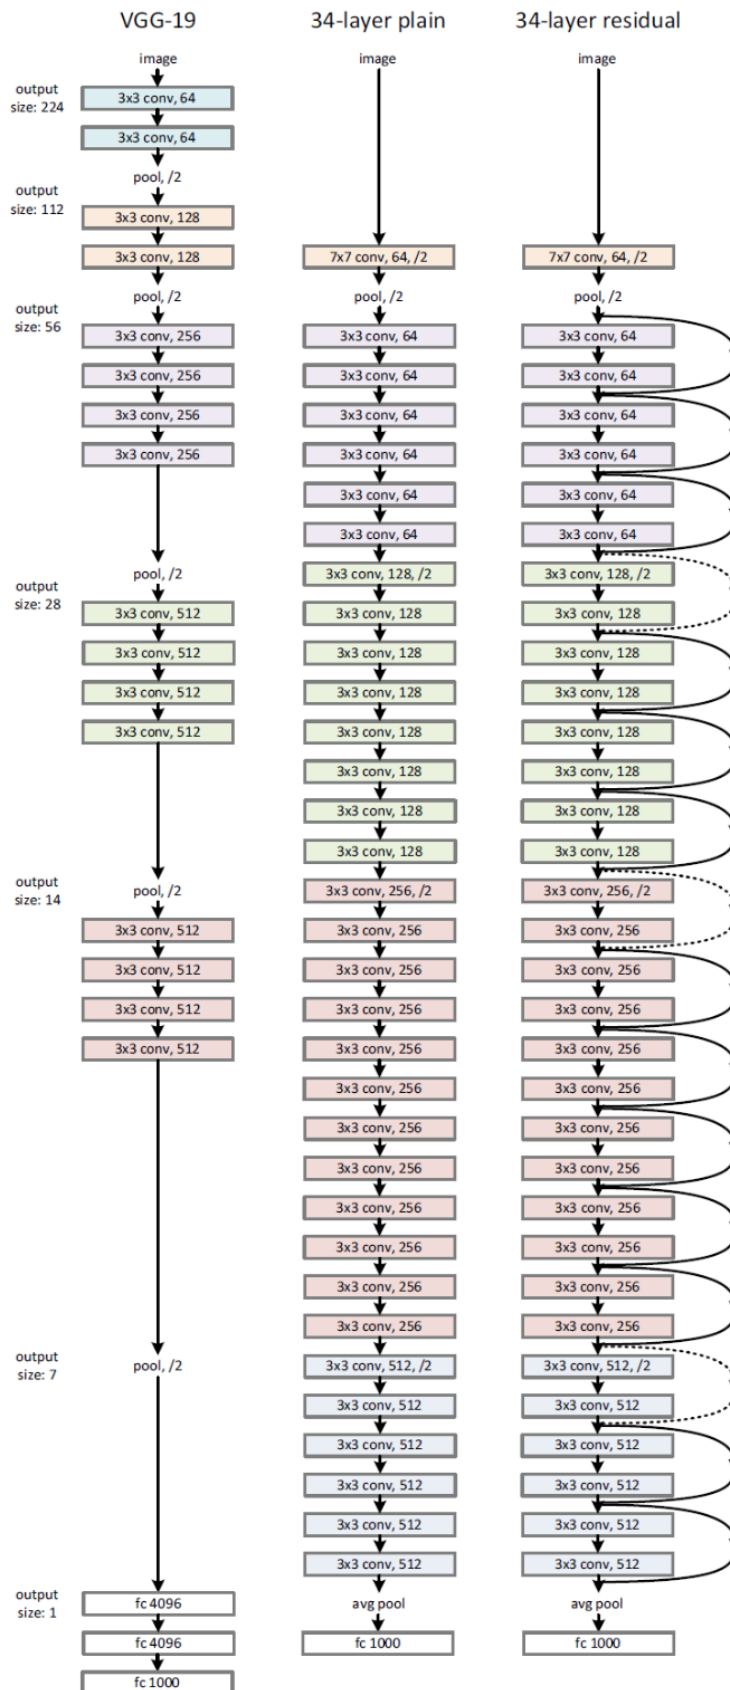 VGG-19
image
output
size: 224
3x3 conv, 64
3x3 conv, 64
pool, /2
output
size: 112
3x3 conv, 128
3x3 conv, 128
pool, /2
output
size: 56
3x3 conv, 256
3x3 conv, 256
3x3 conv, 256
3x3 conv, 256
pool, /2
output
size: 28
3x3 conv, 512
3x3 conv, 512
3x3 conv, 512
3x3 conv, 512
output
size: 14
pool, /2
3x3 conv, 512
3x3 conv, 512
3x3 conv, 512
3x3 conv, 512
output
size: 7
pool, /2
output
size: 1
fc 4096
fc 4096
fc 1000
34-layer plain
image
7x7 conv, 64, /2
pool, /2
3x3 conv, 64
3x3 conv, 64
3x3 conv, 64
3x3 conv, 64
3x3 conv, 64
3x3 conv, 64
3x3 conv, 128, /2
3x3 conv, 128
3x3 conv, 128
3x3 conv, 128
3x3 conv, 128
3x3 conv, 128
3x3 conv, 128
3x3 conv, 128
3x3 conv, 256, /2
3x3 conv, 256
3x3 conv, 256
3x3 conv, 256
3x3 conv, 256
3x3 conv, 256
3x3 conv, 256
3x3 conv, 256
3x3 conv, 256
3x3 conv, 256
3x3 conv, 256
3x3 conv, 256
3x3 conv, 512, /2
3x3 conv, 512
3x3 conv, 512
3x3 conv, 512
3x3 conv, 512
3x3 conv, 512
avg pool
fc 1000
34-layer residual
image
7x7 conv, 64, /2
pool, /2
3x3 conv, 64
3x3 conv, 64
3x3 conv, 64
3x3 conv, 64
3x3 conv, 64
3x3 conv, 64
3x3 conv, 128, /2
3x3 conv, 128
3x3 conv, 128
3x3 conv, 128
3x3 conv, 128
3x3 conv, 128
3x3 conv, 128
3x3 conv, 128
3x3 conv, 256, /2
3x3 conv, 256
3x3 conv, 256
3x3 conv, 256
3x3 conv, 256
3x3 conv, 256
3x3 conv, 256
3x3 conv, 256
3x3 conv, 256
3x3 conv, 256
3x3 conv, 256
3x3 conv, 256
3x3 conv, 512, /2
3x3 conv, 512
3x3 conv, 512
3x3 conv, 512
3x3 conv, 512
3x3 conv, 512
avg pool
fc 1000